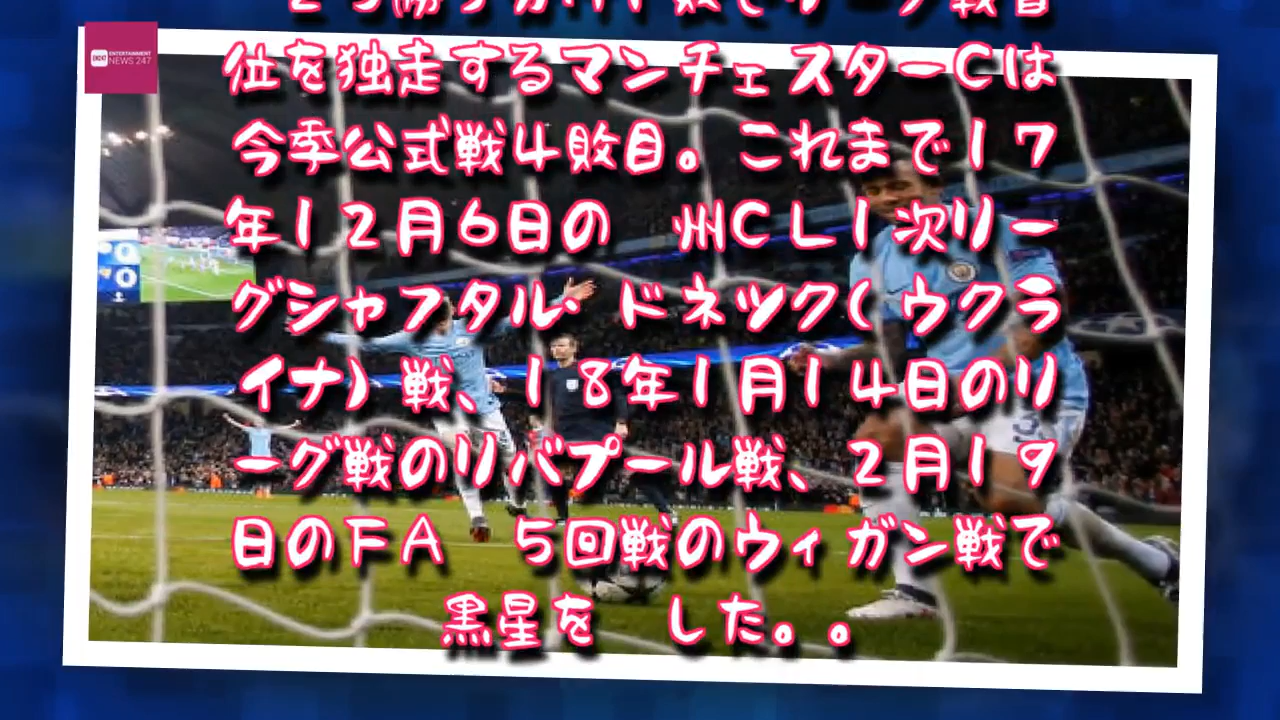 位を独走するマンチェスターCは
今季公式戦4敗目。これまで17
年12月6日の　州CL1次リー
グシャフタル・ドネツク(ウクラ
イナ)戦、18年1月14日のリ
ーグ戦のリバプール戦、2月19
日のFA　5回戦のウィガン戦で
黒星を　した。。
ENTERTAINMENT
NEWS 247
0
0